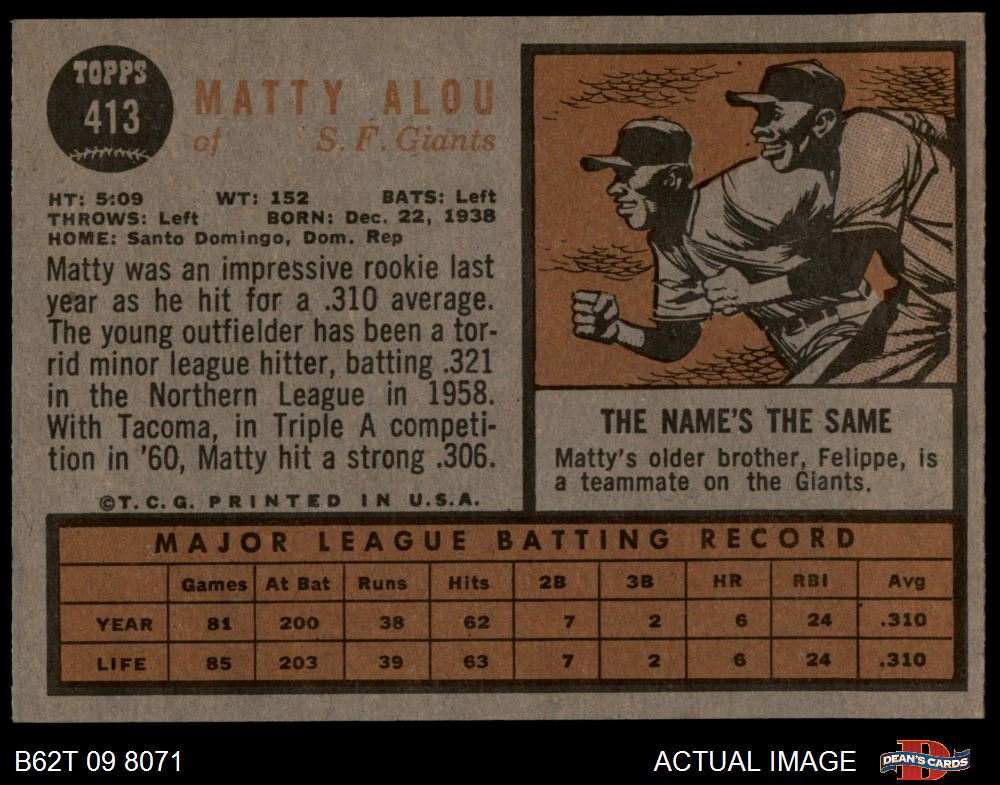 TOPPS
413
MATTY ALOU
of S. F. Giants
HT: 5:09 WT: 152 BATS: Left
THROWS: Left BORN: Dec. 22, 1938
HOME: Santo Domingo, Dom. Rep
Matty was an impressive rookie last
year as he hit for a .310 average.
The young outfielder has been a tor-
rid minor league hitter, batting .321
in the Northern League in 1958.
With Tacoma, in Triple A competi-
tion in '60, Matty hit a strong .306.
©T. C. G. PRINTED IN U.S.A.
THE NAME'S THE SAME
Matty's older brother, Felippe, is
a teammate on the Giants.
MAJOR LEAGUE BATTING RECORD
Games At Bat Runs Hits 2B 3B HR RBI Avg
YEAR 81 200 38 62 7 2 6 24 .310
LIFE 85 203 39 63 7 2 6 24 .310
B62T 09 8071 ACTUAL IMAGE DEAN'S CARDS